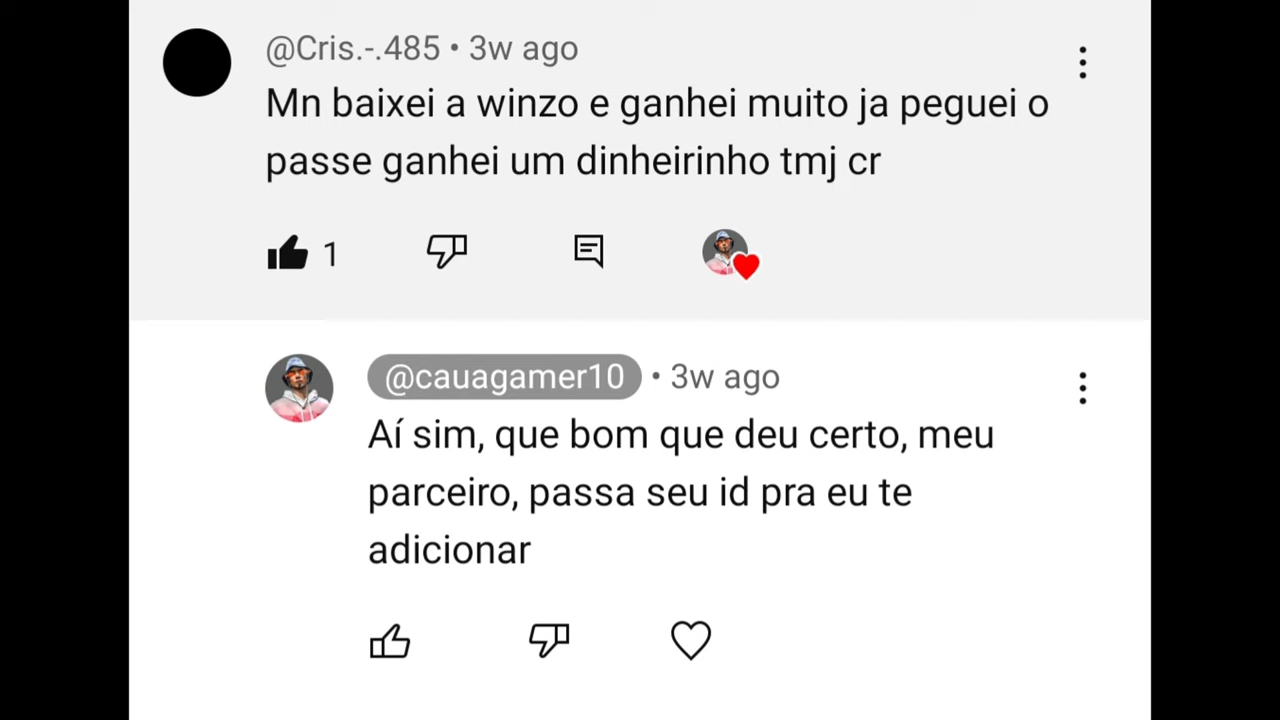 @Cris.-.485 • 3w ago
Mn baixei a winzo e ganhei muito ja peguei o
passe ganhei um dinheirinho tmj cr
1
@cauagamer10 • 3w ago
Aí sim, que bom que deu certo, meu
parceiro, passa seu id pra eu te
adicionar